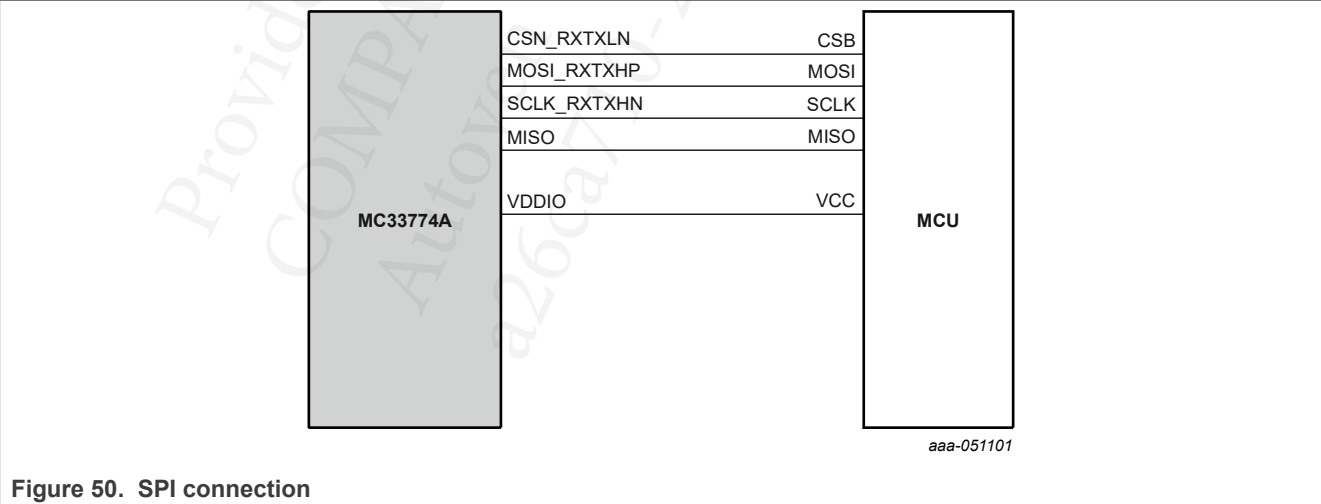 CSN_RXTXLN CSB
MOSI_RXTXHP MOSI
SCLK_RXTXHN SCLK
MISO MISO
VDDIO VCC
MC33774A MCU
aaa-051101
Figure 50. SPI connection